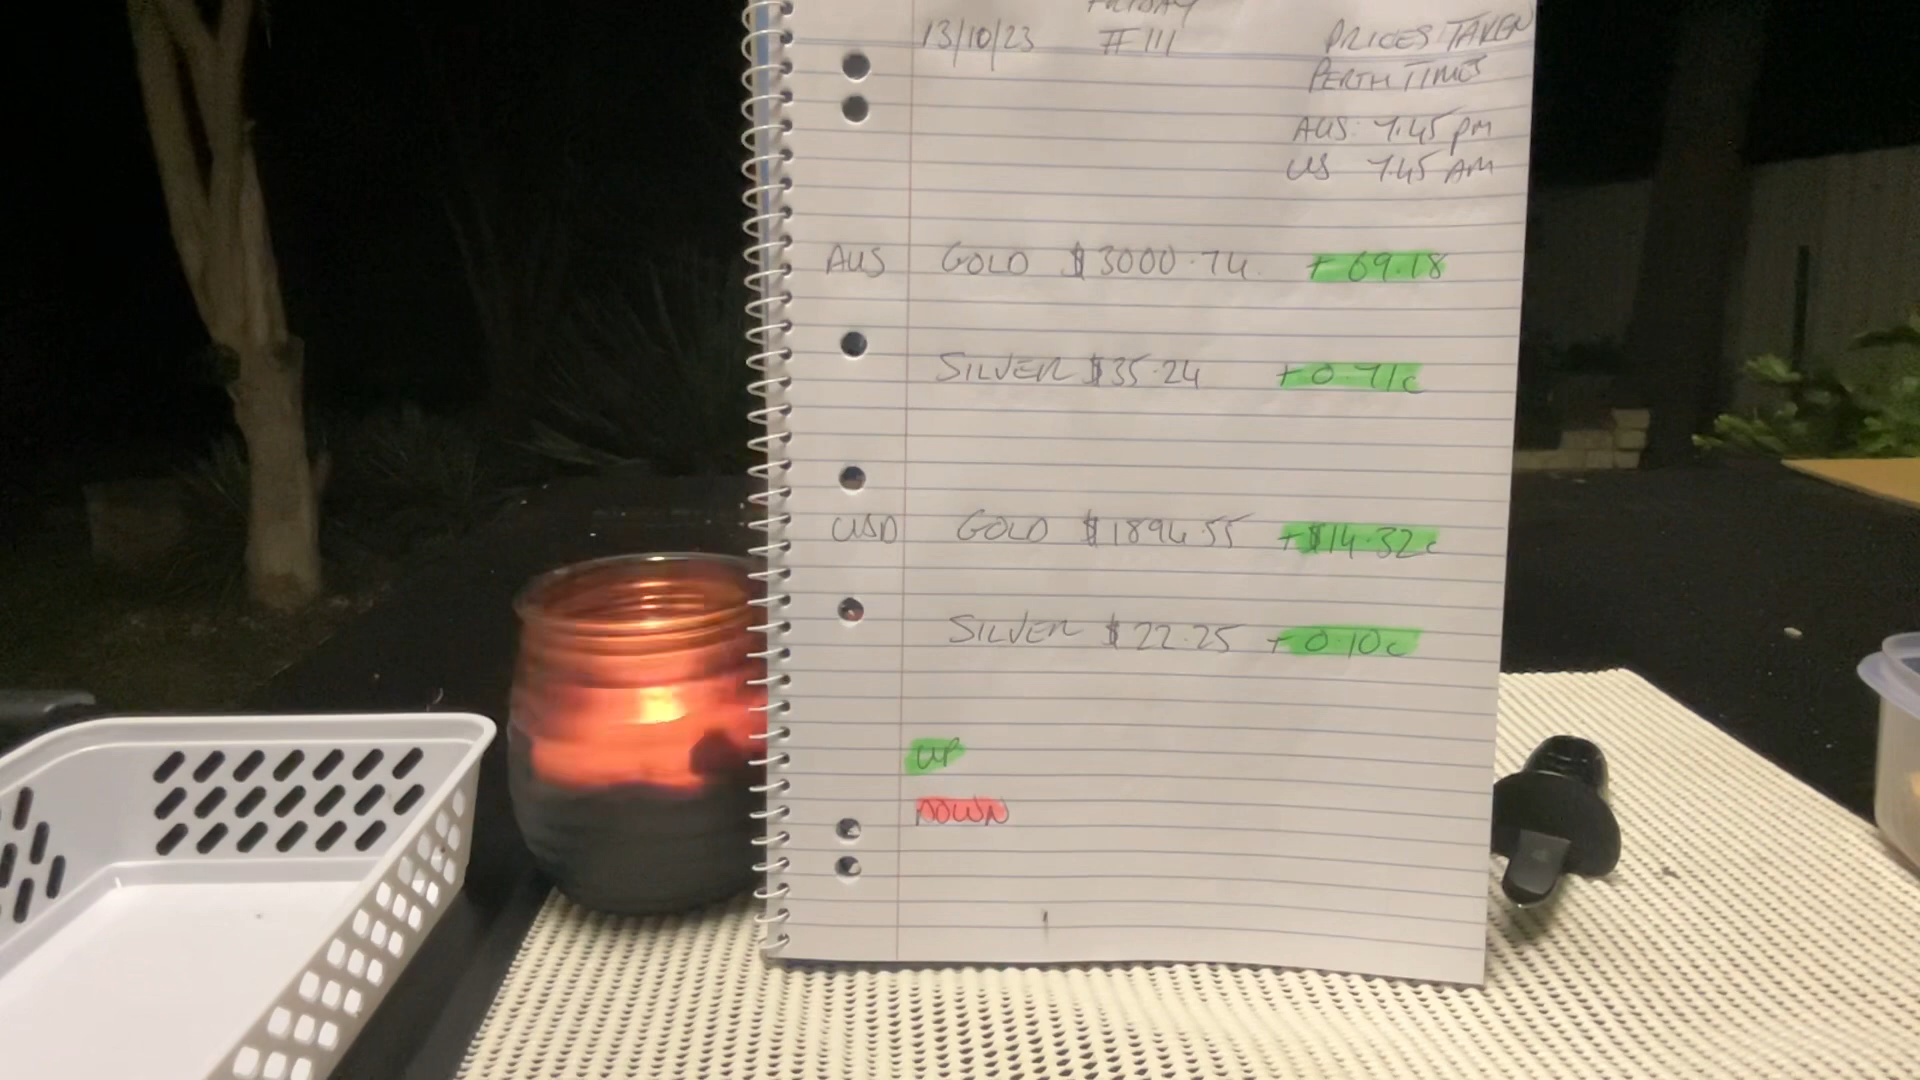 FRIDAY
13/10/23 #111 PRICES TAKEN
PERTH TIMES
AUS: 7.45 PM
US 7.45 AM
AUS GOLD $3000.74 +69.18
SILVER $35.24 +0.71c
USD GOLD $1894.55 +$14.32c
SILVER $22.25 +0.10c
UP
DOWN